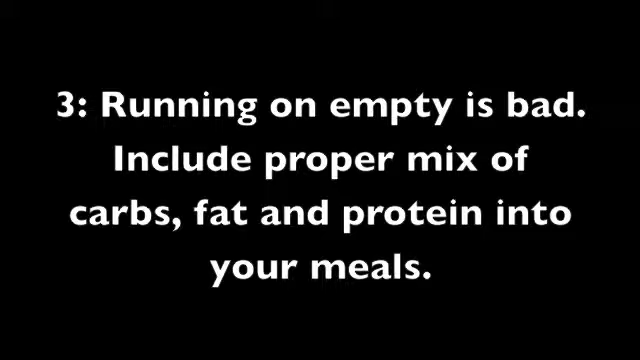 3: Running on empty is bad.
Include proper mix of
carbs, fat and protein into
your meals.